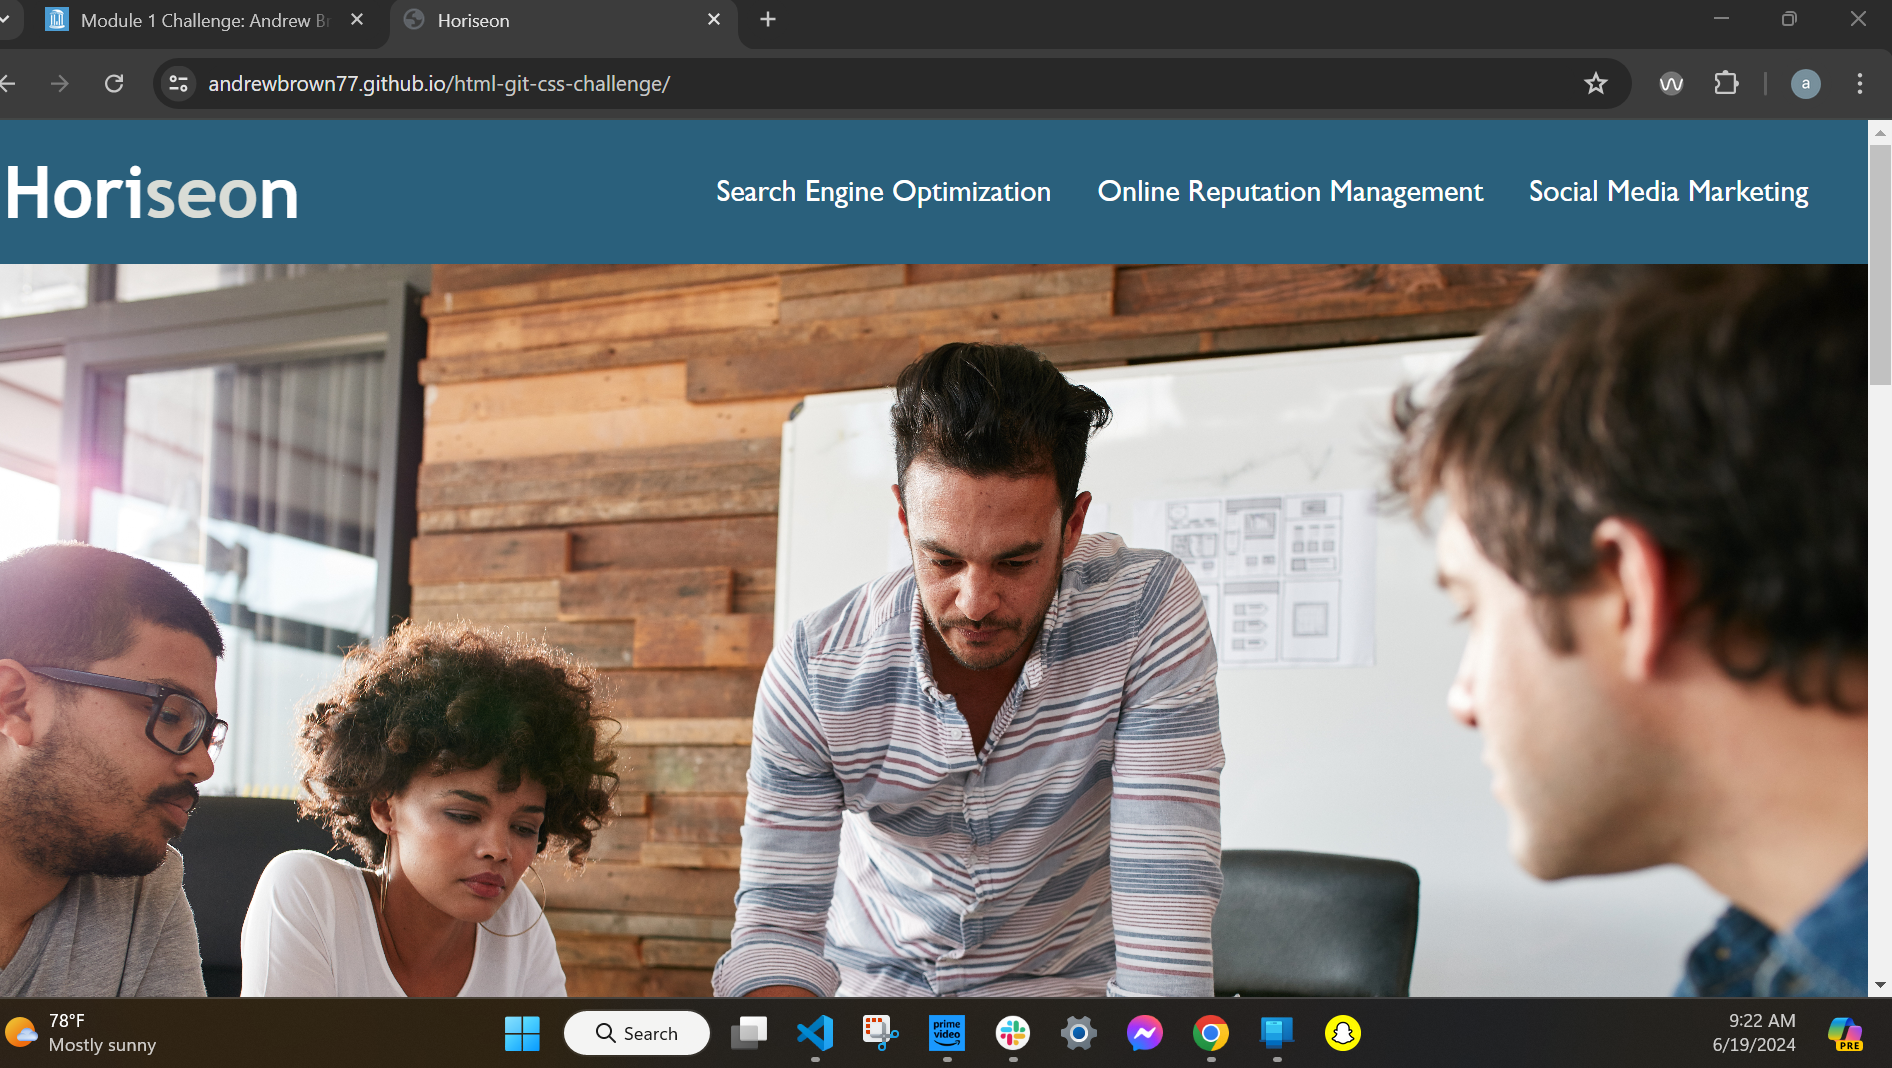 Module 1 Challenge: Andrew Br
Horiseon
andrewbrown77.github.io/html-git-css-challenge/
a
Horiseon
Search Engine Optimization
Online Reputation Management
Social Media Marketing
78°F
Mostly sunny
Search
prime video
9:22 AM
6/19/2024
PRE